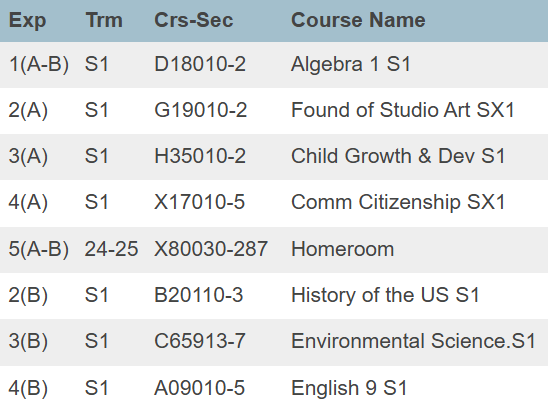 Exp Trm Crs-Sec Course Name
1(A-B) S1 D18010-2 Algebra 1 S1
2(A) S1 G19010-2 Found of Studio Art SX1
3(A) S1 H35010-2 Child Growth & Dev S1
4(A) S1 X17010-5 Comm Citizenship SX1
5(A-B) 24-25 X80030-287 Homeroom
2(B) S1 B20110-3 History of the US S1
3(B) S1 C65913-7 Environmental Science.S1
4(B) S1 A09010-5 English 9 S1